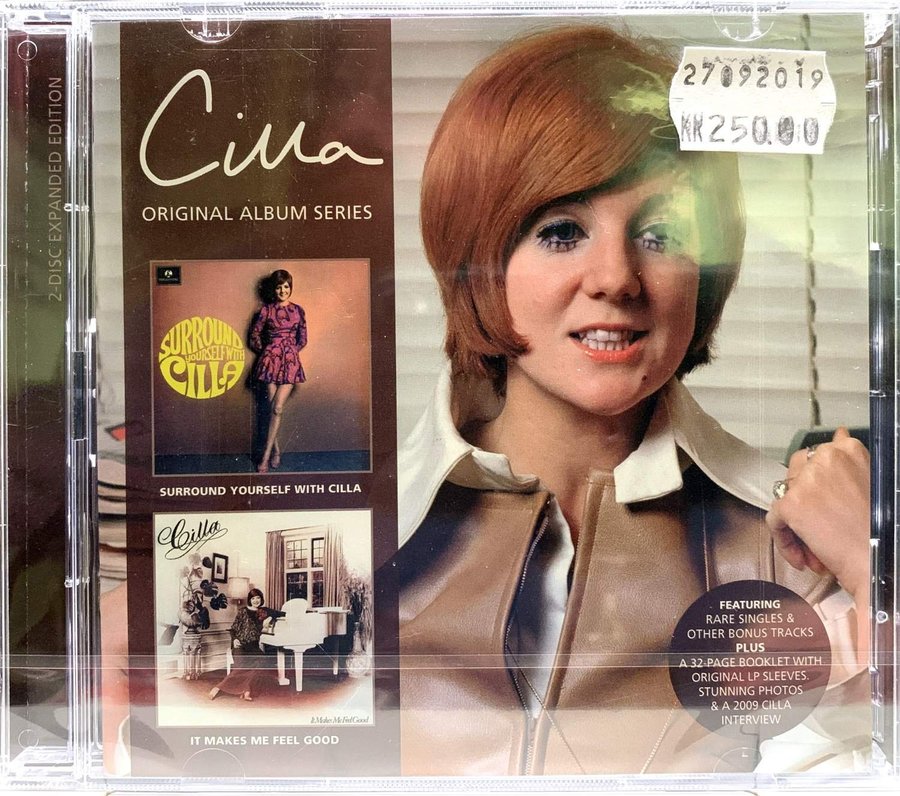 2-DISC EXPANDED EDITION
Cilla
ORIGINAL ALBUM SERIES
SURROUND
YOURSELF WITH
CILLA
SURROUND YOURSELF WITH CILLA
Cilla
It Makes Me Feel Good
IT MAKES ME FEEL GOOD
27092019
KR250.00
FEATURING
RARE SINGLES &
OTHER BONUS TRACKS
PLUS
A 32-PAGE BOOKLET WITH
ORIGINAL LP SLEEVES.
STUNNING PHOTOS
& A 2009 CILLA
INTERVIEW